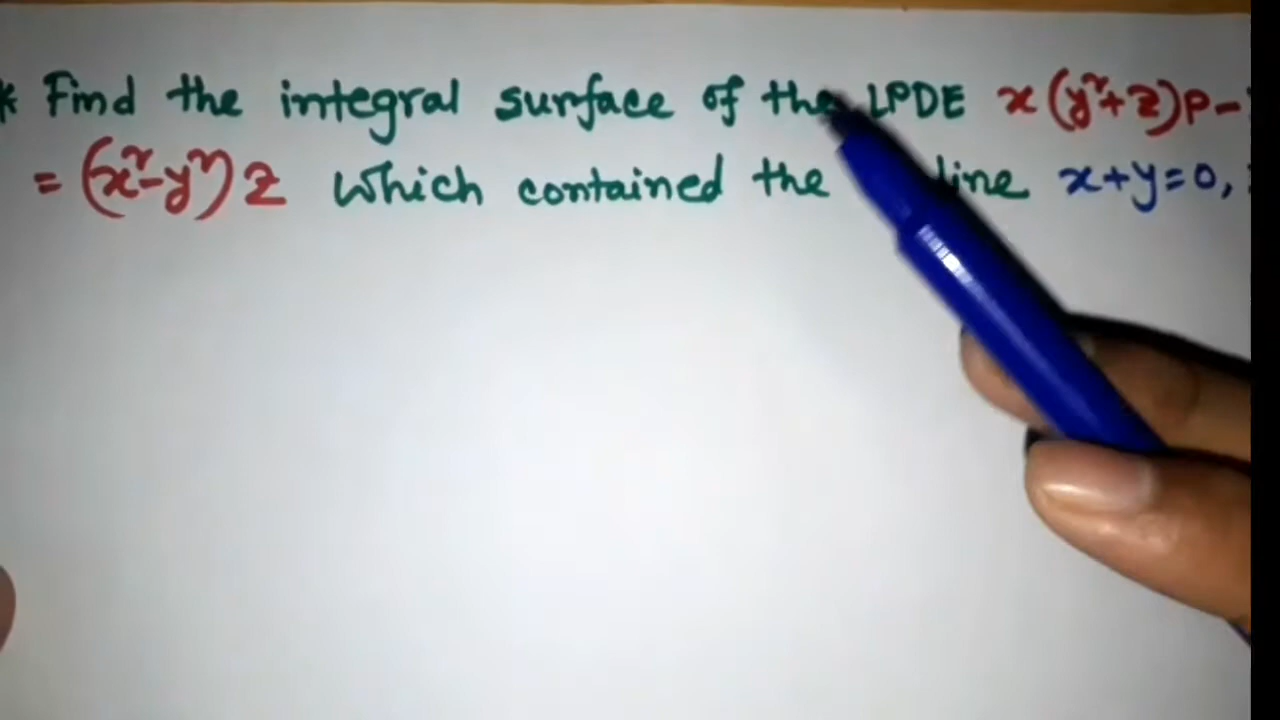 * Find the integral surface of the LPDE x(y²+z)p-
= (x²-y²)z which contained the line x+y=0,